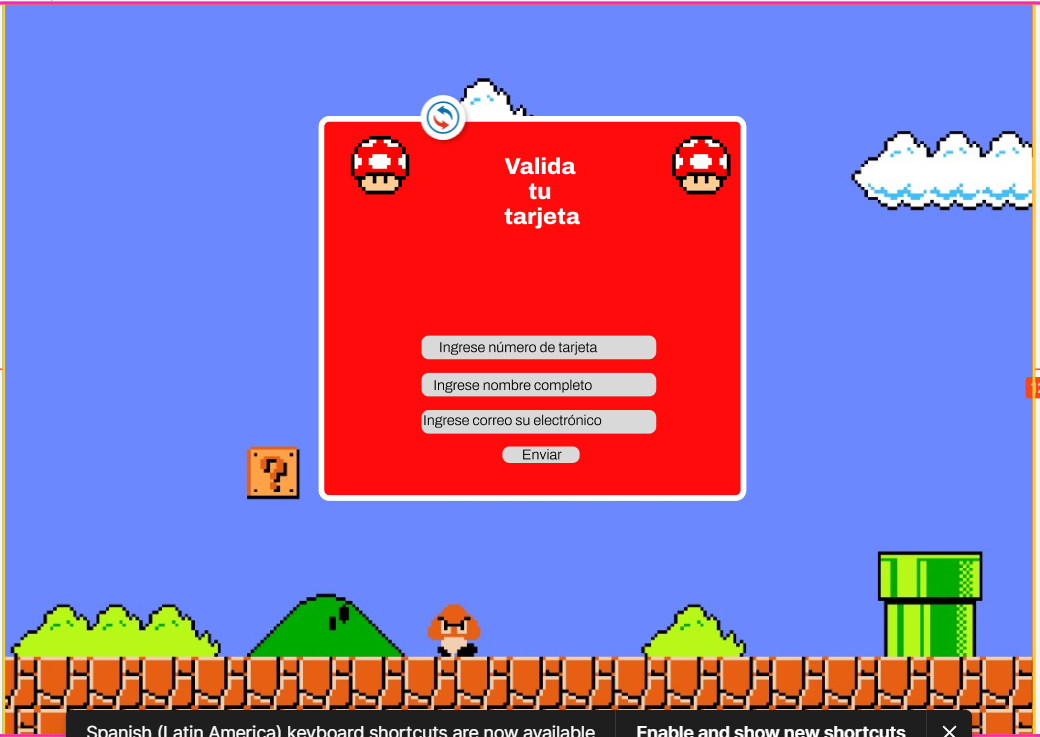 Valida
tu
tarjeta
Ingrese número de tarjeta
Ingrese nombre completo
Ingrese correo su electrónico
Enviar
?
Spanish (Latin America) keyboard shortcuts are now available
Enable and show new shortcuts